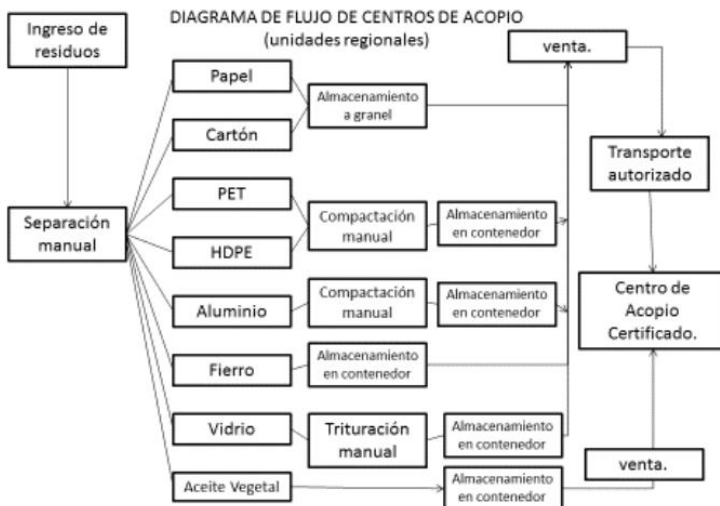 DIAGRAMA DE FLUJO DE CENTROS DE ACOPIO
(unidades regionales)
Ingreso de
residuos
Separación
manual
Papel
Cartón
Almacenamiento
a granel
PET
HDPE
Compactación
manual
Almacenamiento
en contenedor
Aluminio
Compactación
manual
Almacenamiento
en contenedor
Fierro
Almacenamiento
en contenedor
Vidrio
Trituración
manual
Almacenamiento
en contenedor
Aceite Vegetal
Almacenamiento
en contenedor
venta.
Transporte
autorizado
Centro de
Acopio
Certificado.
venta.